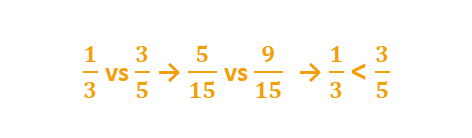 1/3 vs 3/5 → 5/15 vs 9/15 → 1/3 < 3/5